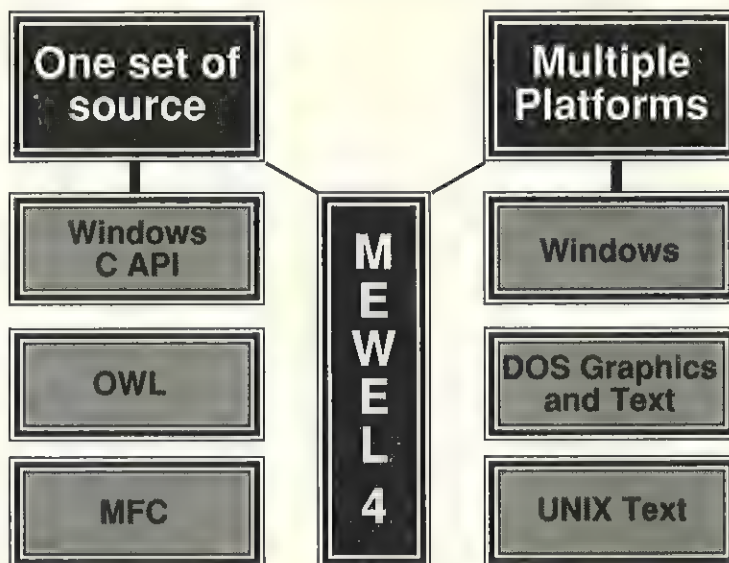 One set of
source
Windows
C API
OWL
MFC
M
E
W
E
L
4
Multiple
Platforms
Windows
DOS Graphics
and Text
UNIX Text